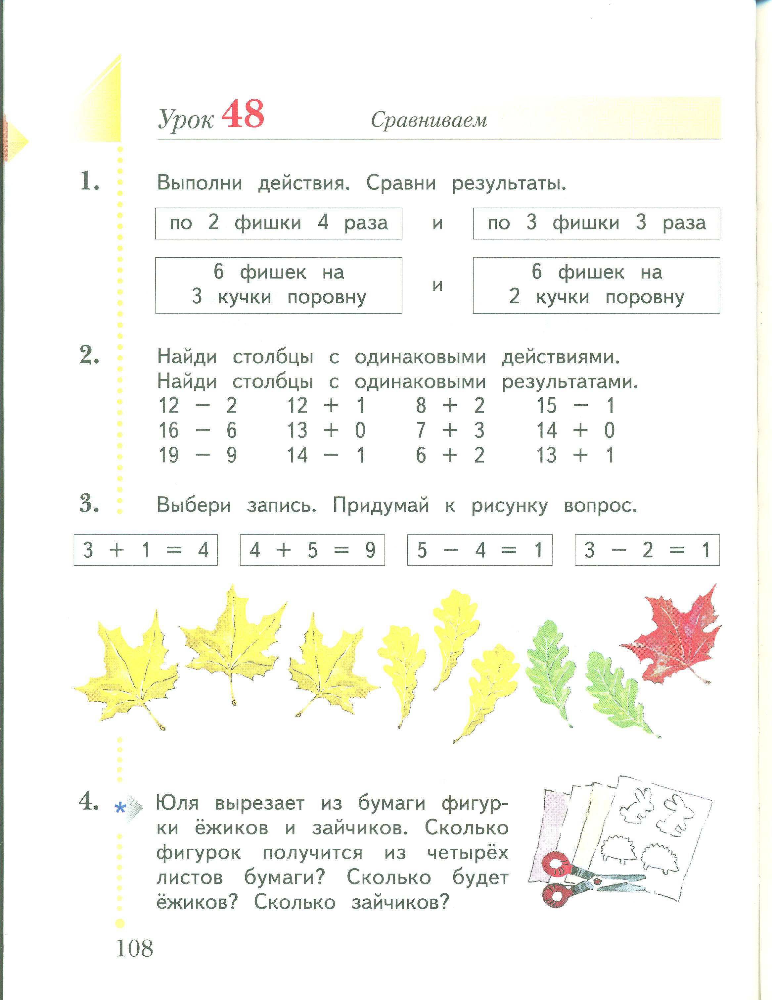 Урок 48 Сравниваем
1. Выполни действия. Сравни результаты.
по 2 фишки 4 раза и по 3 фишки 3 раза
6 фишек на
3 кучки поровну
и
6 фишек на
2 кучки поровну
2. Найди столбцы с одинаковыми действиями.
Найди столбцы с одинаковыми результатами.
12 − 2 12 + 1 8 + 2 15 − 1
16 − 6 13 + 0 7 + 3 14 + 0
19 − 9 14 − 1 6 + 2 13 + 1
3. Выбери запись. Придумай к рисунку вопрос.
3 + 1 = 4 4 + 5 = 9 5 − 4 = 1 3 − 2 = 1
4. * Юля вырезает из бумаги фигур-
ки ёжиков и зайчиков. Сколько
фигурок получится из четырёх
листов бумаги? Сколько будет
ёжиков? Сколько зайчиков?
108